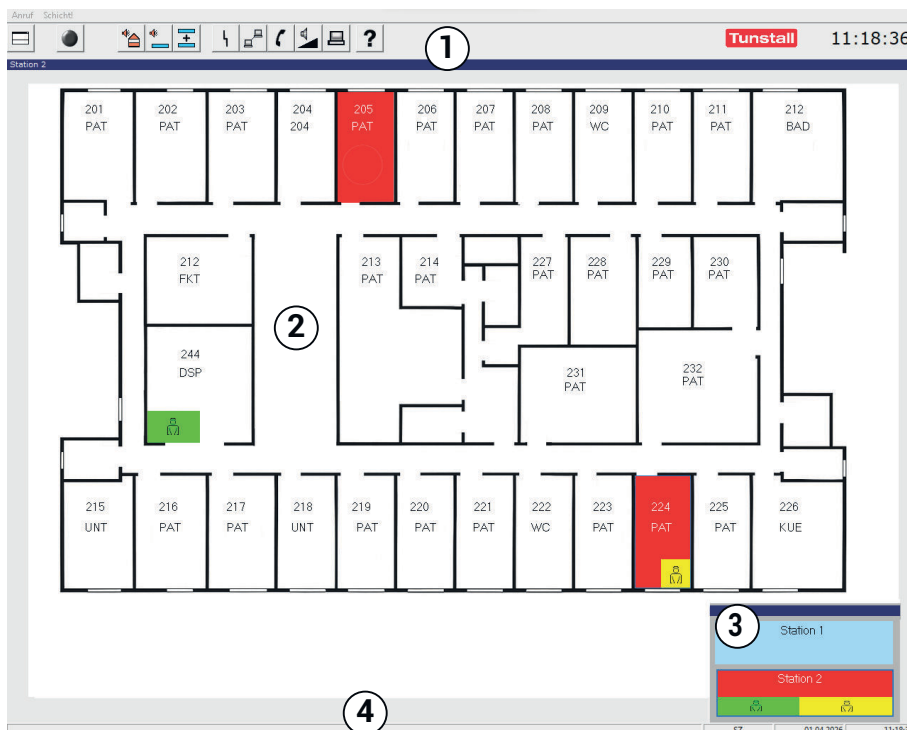 Anruf Schicht!
?
1
Tunstall
11:18:36
Station 2
201
PAT
202
PAT
203
PAT
204
204
205
PAT
206
PAT
207
PAT
208
PAT
209
WC
210
PAT
211
PAT
212
BAD
212
FKT
213
PAT
214
PAT
227
PAT
228
PAT
229
PAT
230
PAT
2
244
DSP
231
PAT
232
PAT
215
UNT
216
PAT
217
PAT
218
UNT
219
PAT
220
PAT
221
PAT
222
WC
223
PAT
224
PAT
225
PAT
226
KUE
3
Station 1
Station 2
4